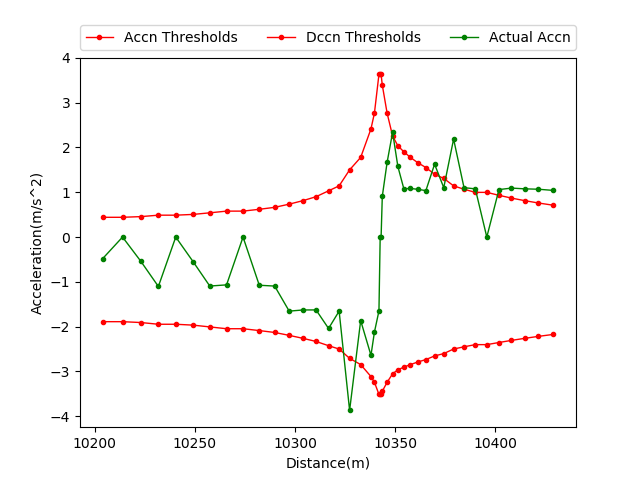 Accn Thresholds Dccn Thresholds Actual Accn
4
3
2
1
0
−1
−2
−3
−4
Acceleration(m/s^2)
10200 10250 10300 10350 10400
Distance(m)